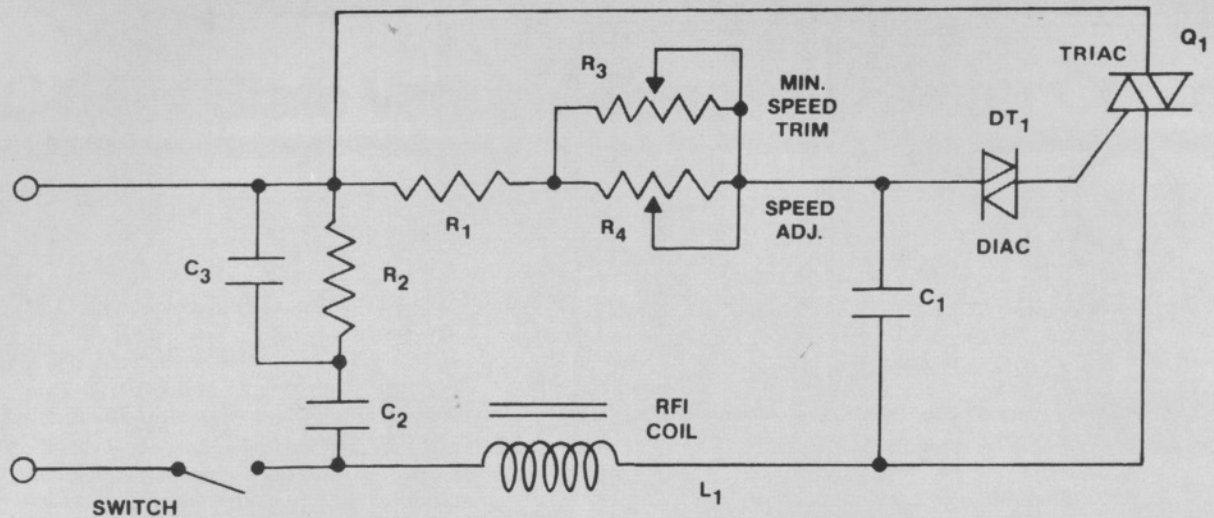 Q1
TRIAC
R3
MIN.
SPEED
TRIM
DT1
R1
R4
SPEED
ADJ.
DIAC
C3
R2
C1
C2
RFI
COIL
L1
SWITCH